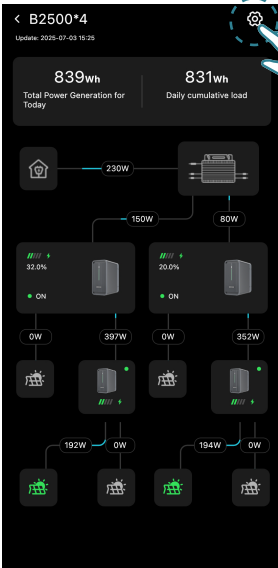 B2500*4
Update: 2025-07-03 15:25
839Wh
831Wh
Total Power Generation for
Today
Daily cumulative load
230W
150W
80W
32.0%
20.0%
ON
ON
0W
397W
0W
352W
192W
0W
194W
0W